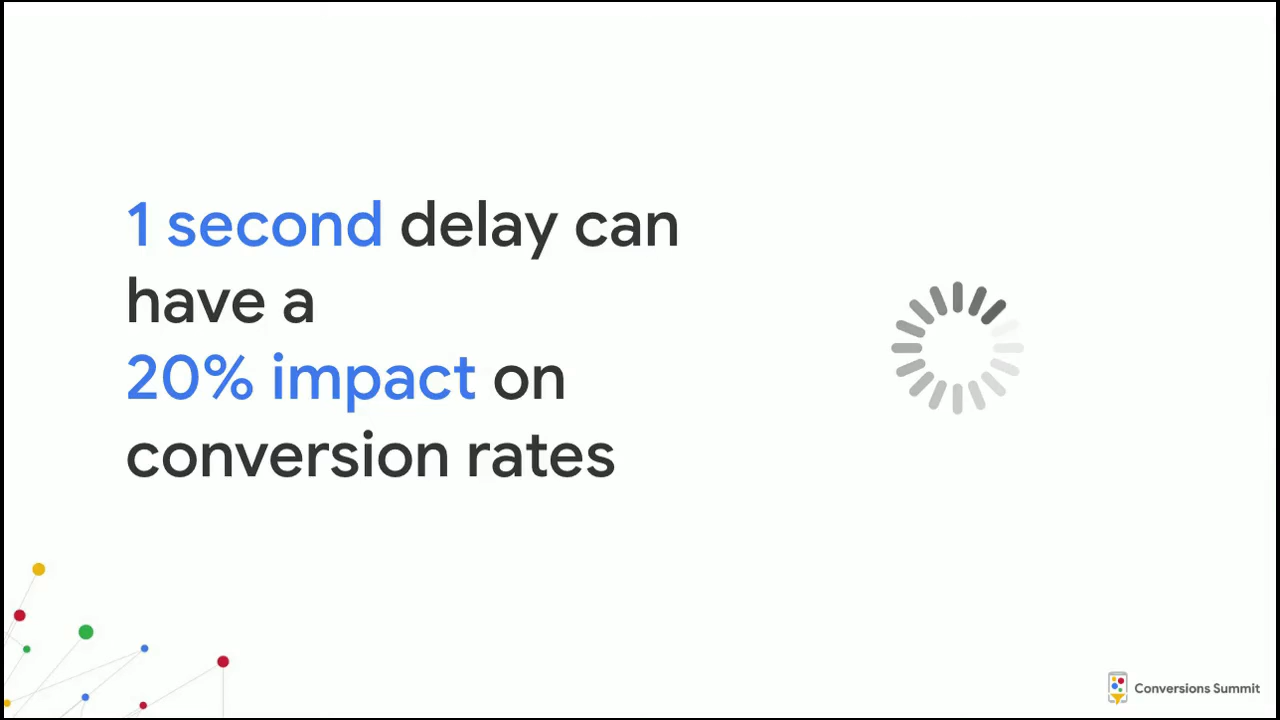 1 second delay can
have a
20% impact on
conversion rates
Conversions Summit